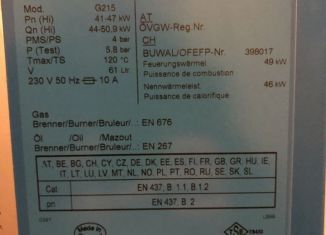 Mod. G215
Pn (Hi) 41-47 kW
Qn (Hi) 44-50,9 kW
PMS/PS 4 bar
P (Test) 5.8 bar
Tmax/TS 120 °C
V 61 Ltr
230 V 50 Hz 10 A
AT
ÖVGW-Reg.Nr.
CH
BUWAL/OFEFP-Nr. 398017
Feuerungswärmel 49 kW
Puissance de combustion
Nennwärmeleist 46 kW
Puissance de calorifique
Gas
Brenner/Burner/Bruleur/..: EN 676
Öl /Oil /Mazout
Brenner/Burner/Bruleur/..: EN 267
AT, BE, BG, CH, CY, CZ, DE, DK, EE, ES, FI, FR, GB, GR, HU, IE,
IT, LT, LU, LV, MT, NL, NO, PL, PT, RO, RU, SE, SK, SL
Cat EN 437, B 1.1, B 1.2
pn EN 437, B 2
Made in
TSE